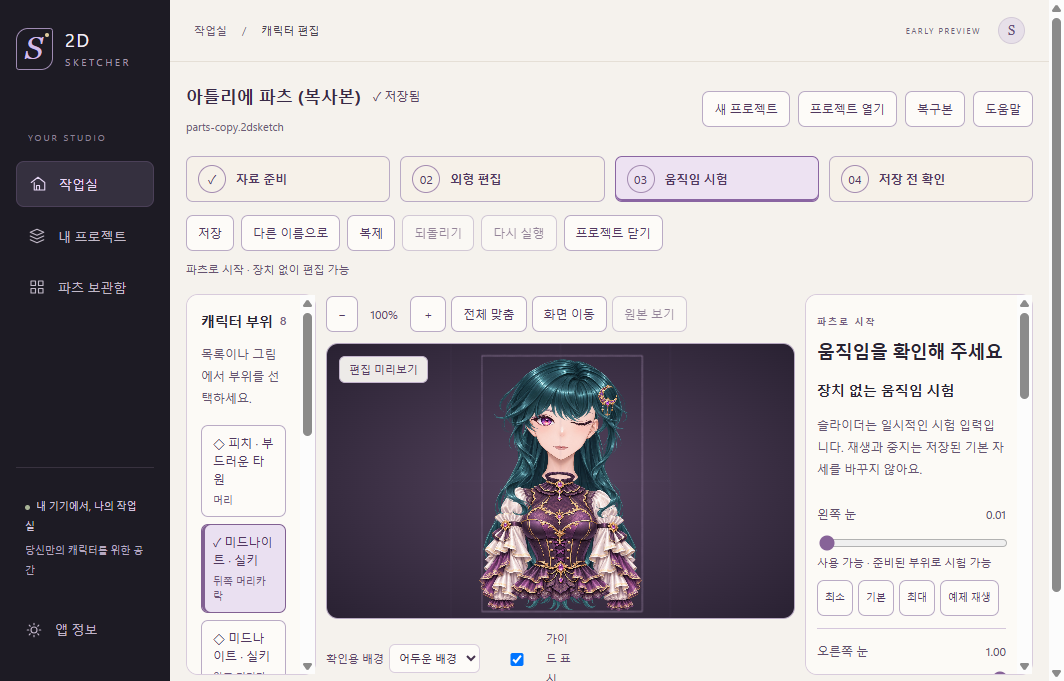 S
2D
SKETCHER
YOUR STUDIO
작업실
내 프로젝트
파츠 보관함
내 기기에서, 나의 작업
실
당신만의 캐릭터를 위한 공
간
앱 정보
작업실 / 캐릭터 편집
EARLY PREVIEW
S
아틀리에 파츠 (복사본) ✓ 저장됨
parts-copy.2dsketch
새 프로젝트
프로젝트 열기
복구본
도움말
✓ 자료 준비
02 외형 편집
03 움직임 시험
04 저장 전 확인
저장
다른 이름으로
복제
되돌리기
다시 실행
프로젝트 닫기
파츠로 시작 · 장치 없이 편집 가능
캐릭터 부위 8
목록이나 그림
에서 부위를 선
택하세요.
◇ 피치 · 부
드러운 타
원
머리
✓ 미드나이
트 · 실키
뒤쪽 머리카
락
◇ 미드나
이트 · 실키
−
100%
+
전체 맞춤
화면 이동
원본 보기
편집 미리보기
확인용 배경
어두운 배경
가이
드 표
시
파츠로 시작
움직임을 확인해 주세요
장치 없는 움직임 시험
슬라이더는 일시적인 시험 입력입
니다. 재생과 중지는 저장된 기본 자
세를 바꾸지 않아요.
왼쪽 눈 0.01
사용 가능 · 준비된 부위로 시험 가능
최소
기본
최대
예제 재생
오른쪽 눈 1.00